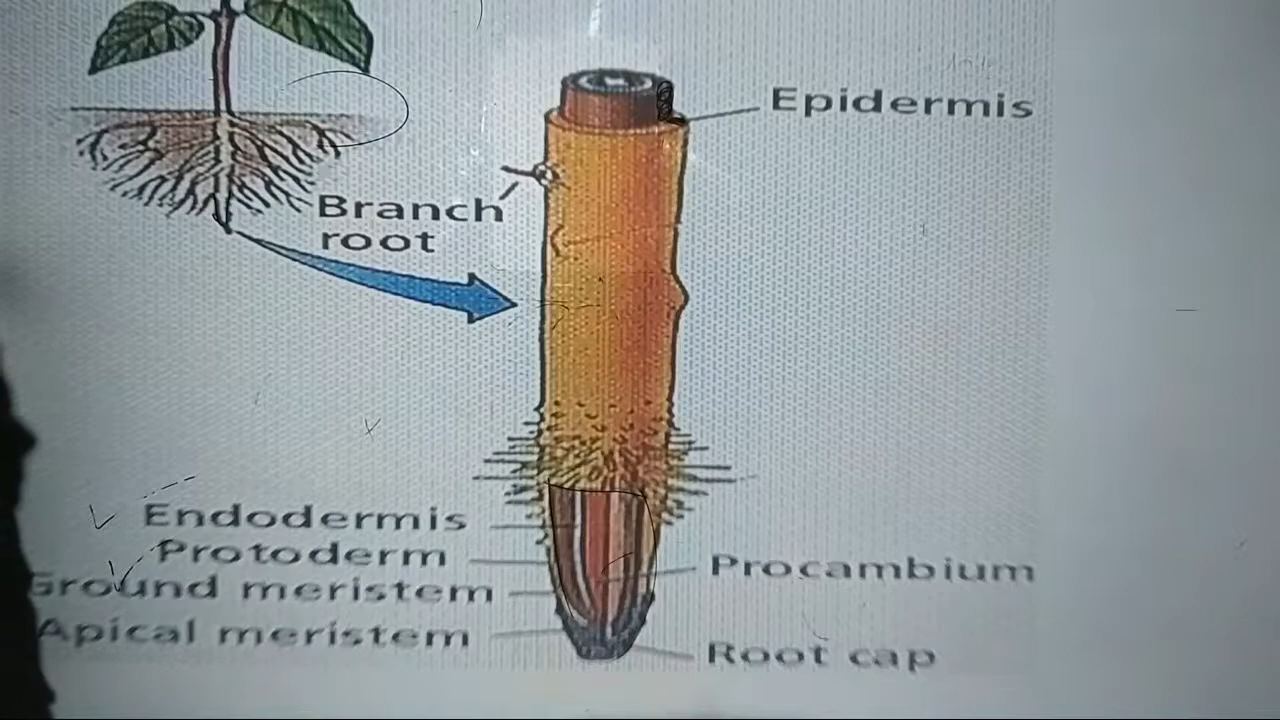 Epidermis
Branch
root
Endodermis
Protoderm
Ground meristem
Procambium
Apical meristem
Root cap